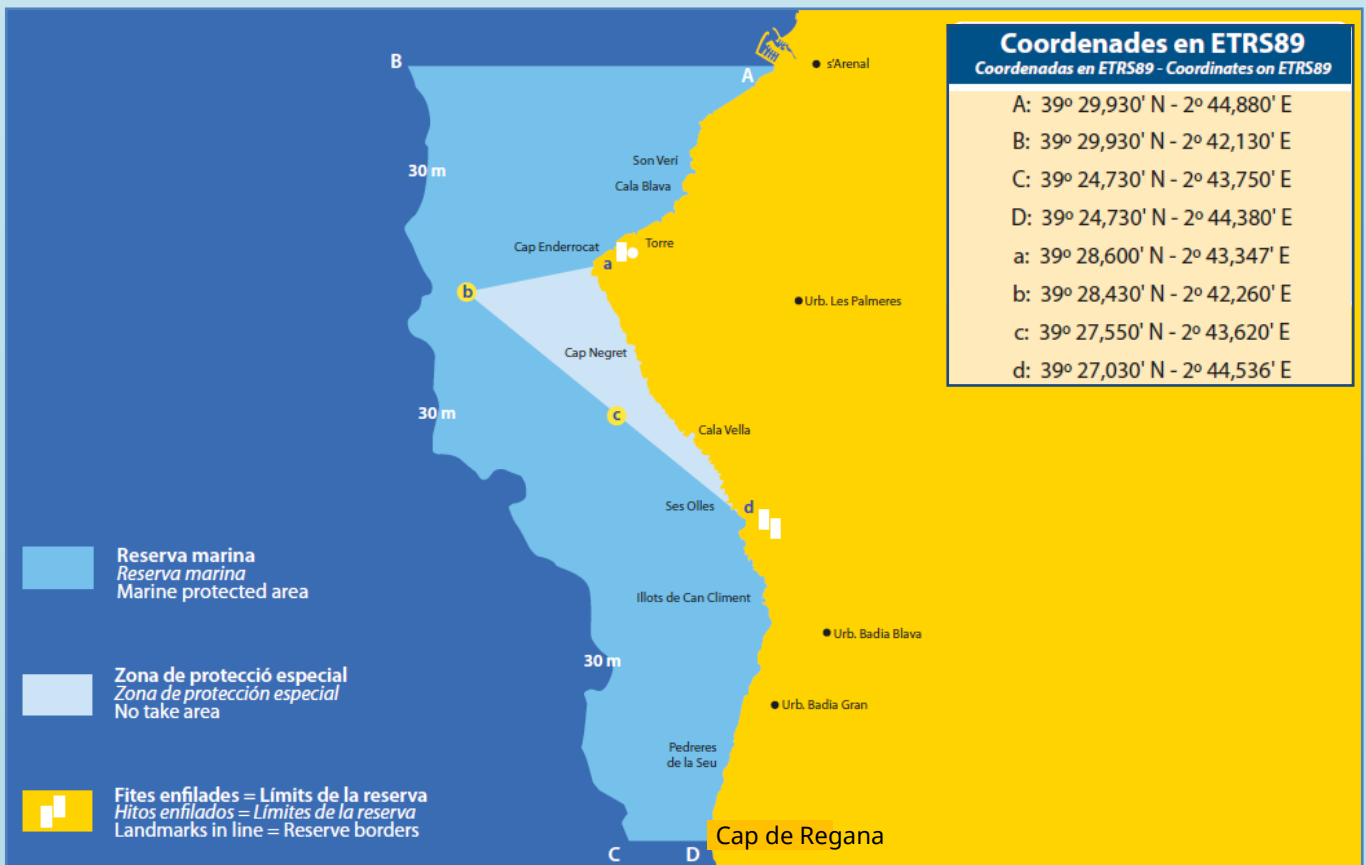 Coordenades en ETRS89
Coordenadas en ETRS89 - Coordinates on ETRS89
A: 39º 29,930' N - 2º 44,880' E
B: 39º 29,930' N - 2º 42,130' E
C: 39º 24,730' N - 2º 43,750' E
D: 39º 24,730' N - 2º 44,380' E
a: 39º 28,600' N - 2º 43,347' E
b: 39º 28,430' N - 2º 42,260' E
c: 39º 27,550' N - 2º 43,620' E
d: 39º 27,030' N - 2º 44,536' E
B
A
s'Arenal
Son Verí
30 m
Cala Blava
Cap Enderrocat
Torre
a
b
Urb. Les Palmeres
Cap Negret
30 m
c
Cala Vella
Ses Olles
d
Illots de Can Climent
Urb. Badia Blava
30 m
Urb. Badia Gran
Pedreres
de la Seu
Cap de Regana
C
D
Reserva marina
Reserva marina
Marine protected area
Zona de protecció especial
Zona de protección especial
No take area
Fites enfilades = Límits de la reserva
Hitos enfilados = Límites de la reserva
Landmarks in line = Reserve borders